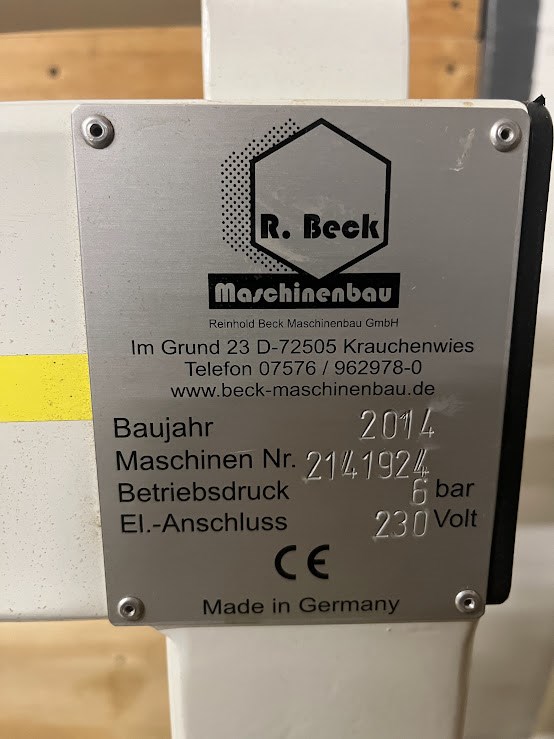 R. Beck
Maschinenbau
Reinhold Beck Maschinenbau GmbH
Im Grund 23 D-72505 Krauchenwies
Telefon 07576 / 962978-0
www.beck-maschinenbau.de
Baujahr 2014
Maschinen Nr. 2141924
Betriebsdruck 6 bar
El.-Anschluss 230 Volt
CE
Made in Germany